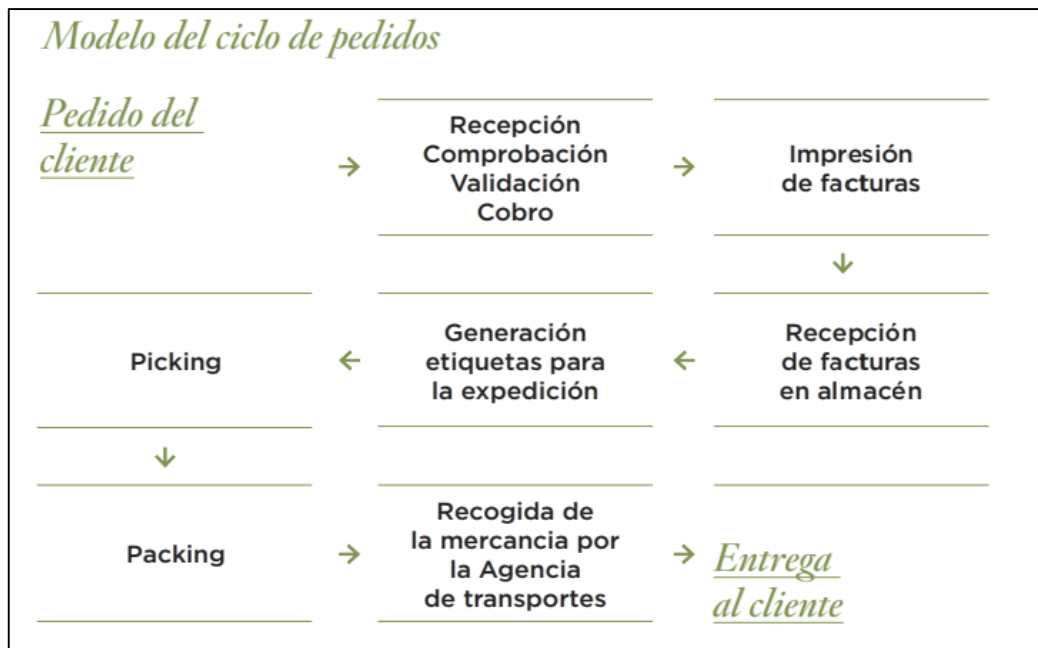 Modelo del ciclo de pedidos
Pedido del
cliente
→
Recepción
Comprobación
Validación
Cobro
→
Impresión
de facturas
↓
Recepción
de facturas
en almacén
←
Generación
etiquetas para
la expedición
←
Picking
↓
Packing
→
Recogida de
la mercancia por
la Agencia
de transportes
→
Entrega
al cliente